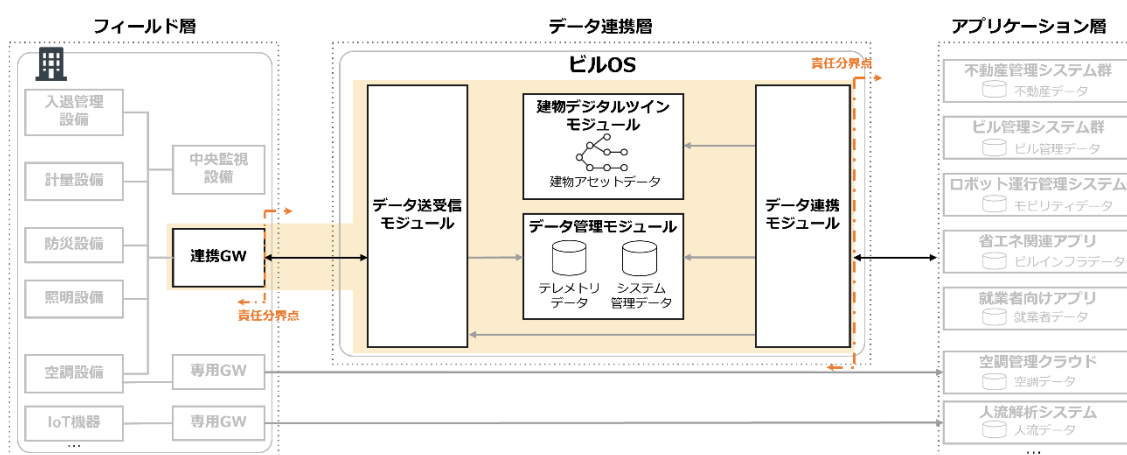 フィールド層
データ連携層
アプリケーション層
入退管理
設備
計量設備
防災設備
照明設備
空調設備
IoT機器
…
中央監視
設備
連携GW
専用GW
専用GW
責任分界点
ビルOS
責任分界点
データ送受信
モジュール
建物デジタルツイン
モジュール
建物アセットデータ
データ管理モジュール
テレメトリ
データ
システム
管理データ
データ連携
モジュール
不動産管理システム群
不動産データ
ビル管理システム群
ビル管理データ
ロボット運行管理システム
モビリティデータ
省エネ関連アプリ
ビルインフラデータ
就業者向けアプリ
就業者データ
空調管理クラウド
空調データ
人流解析システム
人流データ
…